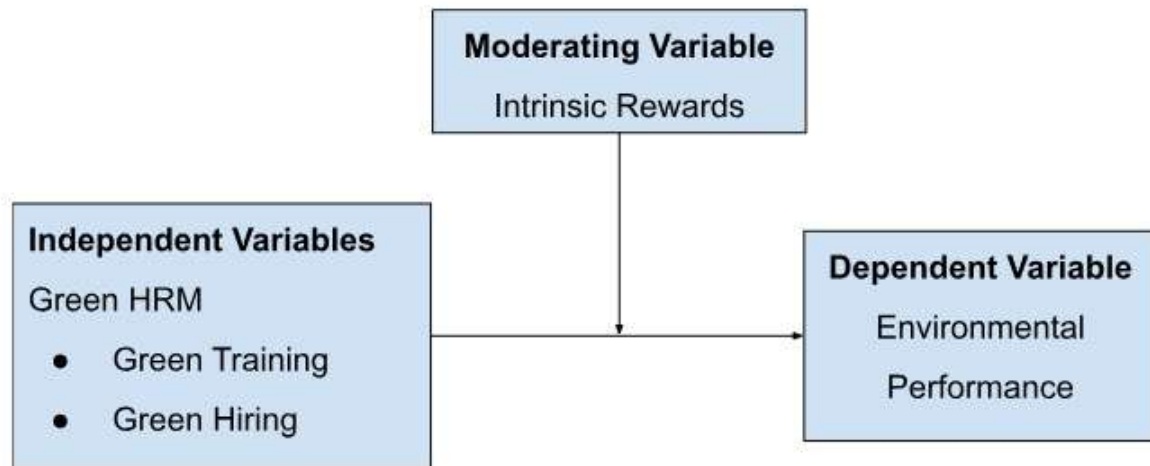 Moderating Variable
Intrinsic Rewards
Independent Variables
Green HRM
● Green Training
● Green Hiring
Dependent Variable
Environmental
Performance